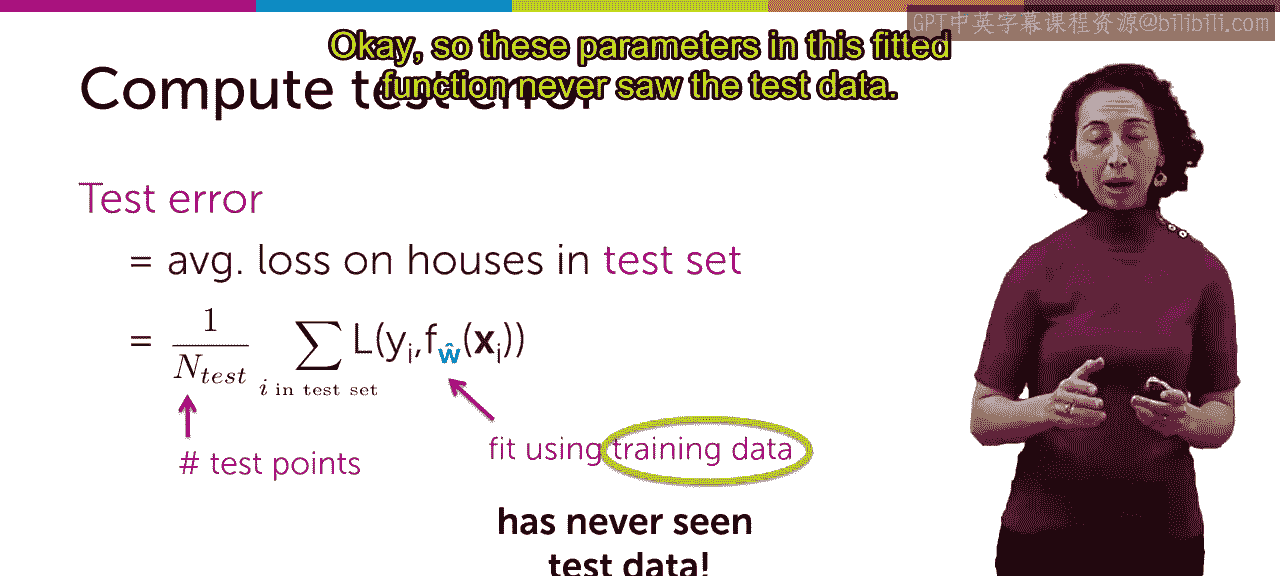 GPT中英字幕课程资源@bilibili.com
Okay, so these parameters in this fitted
function never saw the test data.
Compute test error
Test error
= avg. loss on houses in test set
= 1/N_test ∑_{i in test set} L(y_i, f_ŵ(x_i))
# test points
fit using training data
has never seen
test data!